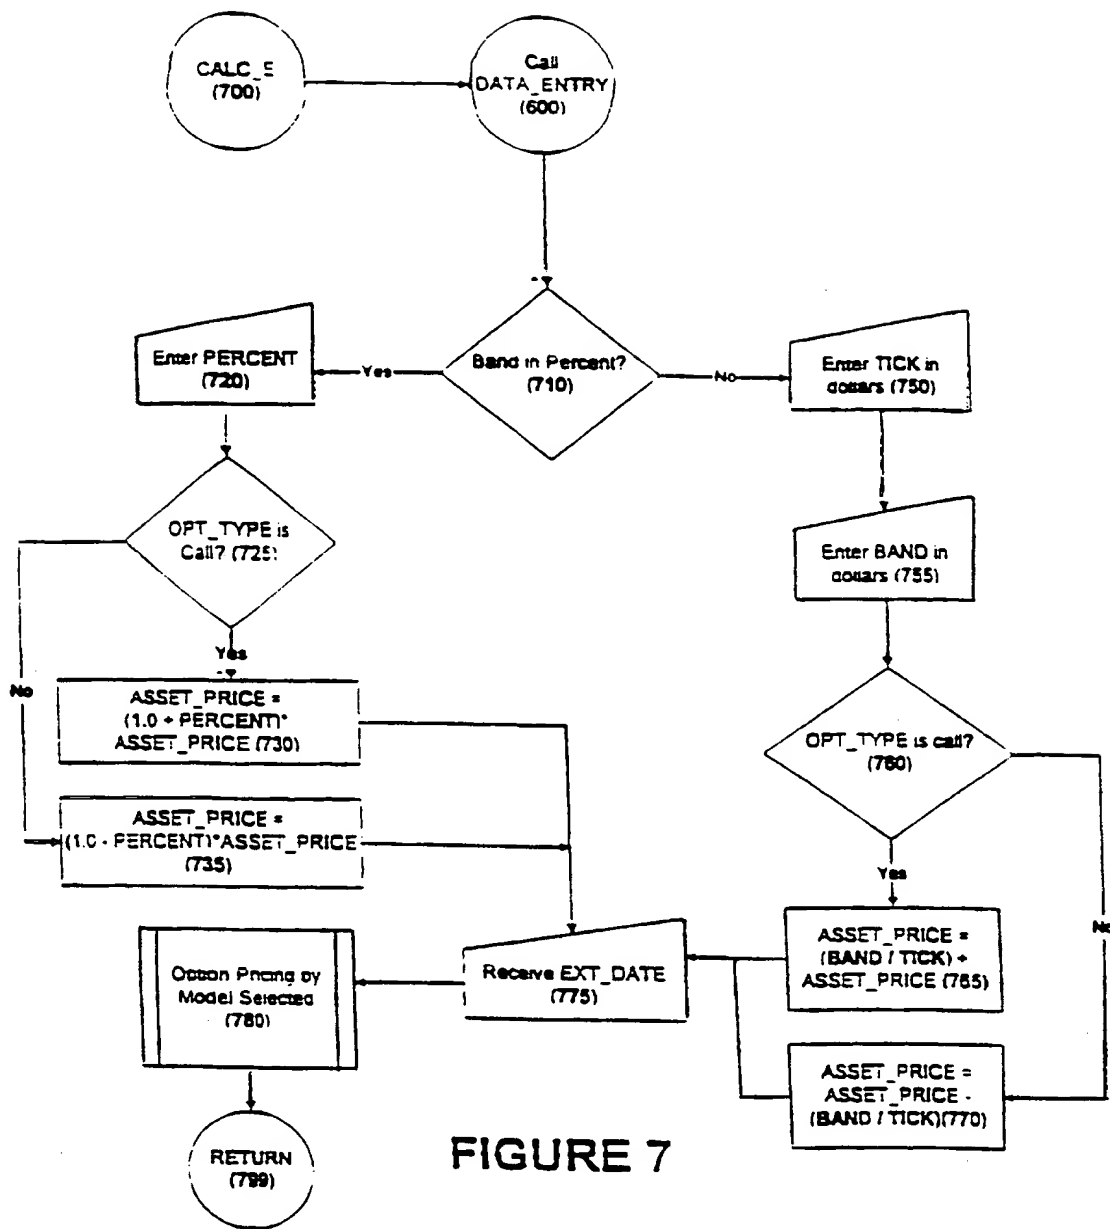 CALC_E
(700)
Call
DATA_ENTRY
(600)
Enter PERCENT
(720)
Yes
Band in Percent?
(710)
No
Enter TICK in
dollars (750)
OPT_TYPE is
Call? (725)
Enter BAND in
dollars (755)
Yes
No
ASSET_PRICE =
(1.0 + PERCENT)*
ASSET_PRICE (730)
OPT_TYPE is call?
(760)
ASSET_PRICE =
(1.0 - PERCENT)*ASSET_PRICE
(735)
Yes
No
Option Pricing by
Model Selected
(780)
Receive EXT_DATE
(775)
ASSET_PRICE =
(BAND / TICK) +
ASSET_PRICE (765)
ASSET_PRICE =
ASSET_PRICE -
(BAND / TICK)(770)
RETURN
(799)
FIGURE 7